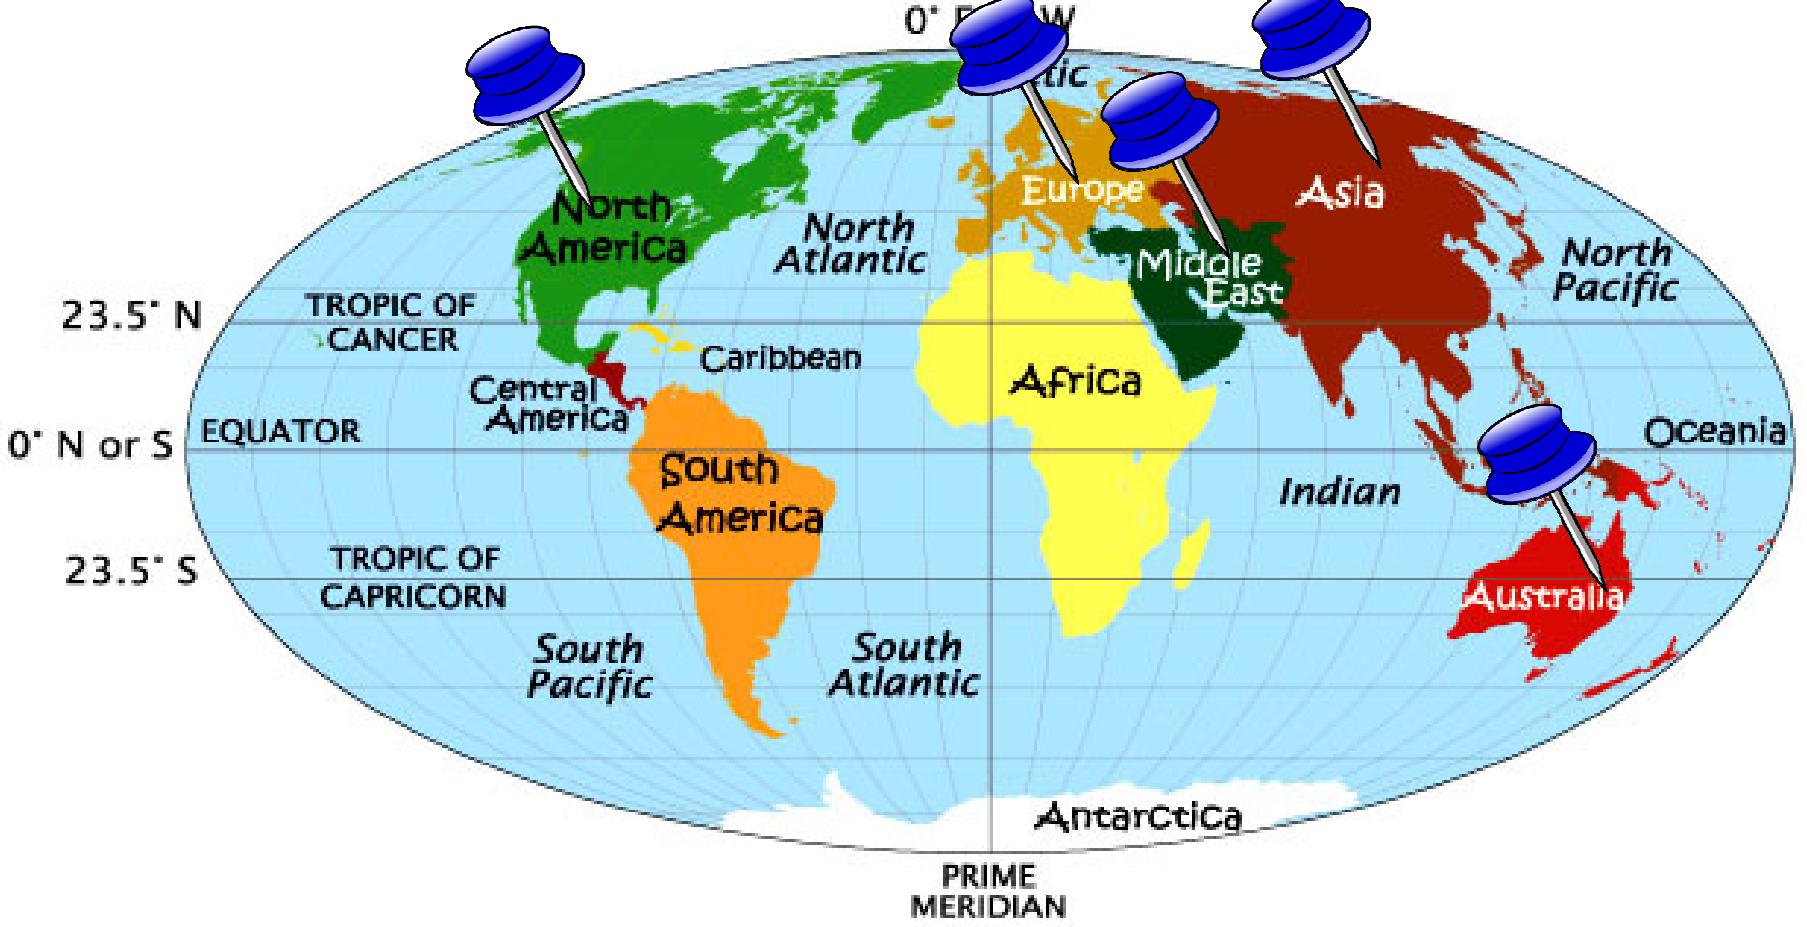 0°
W
tic
North
America
Europe
Asia
North
Atlantic
Middle
East
North
Pacific
23.5° N
TROPIC OF
CANCER
Caribbean
Central
America
Africa
0° N or S
EQUATOR
Oceania
South
America
Indian
23.5° S
TROPIC OF
CAPRICORN
Australia
South
Pacific
South
Atlantic
Antarctica
PRIME
MERIDIAN